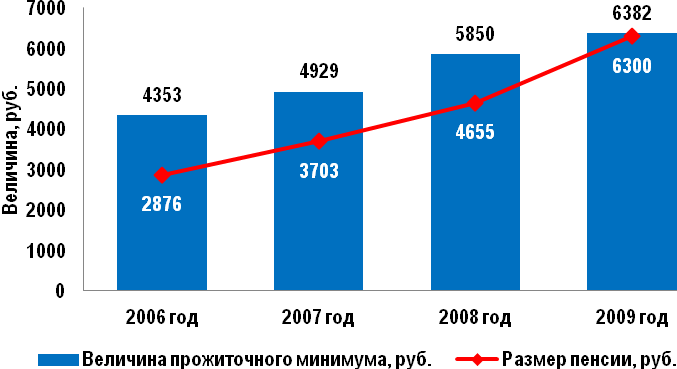 Величина, руб.
7000
6000
5000
4000
3000
2000
1000
0
4353
4929
5850
6382
2876
3703
4655
6300
2006 год
2007 год
2008 год
2009 год
Величина прожиточного минимума, руб.
Размер пенсии, руб.